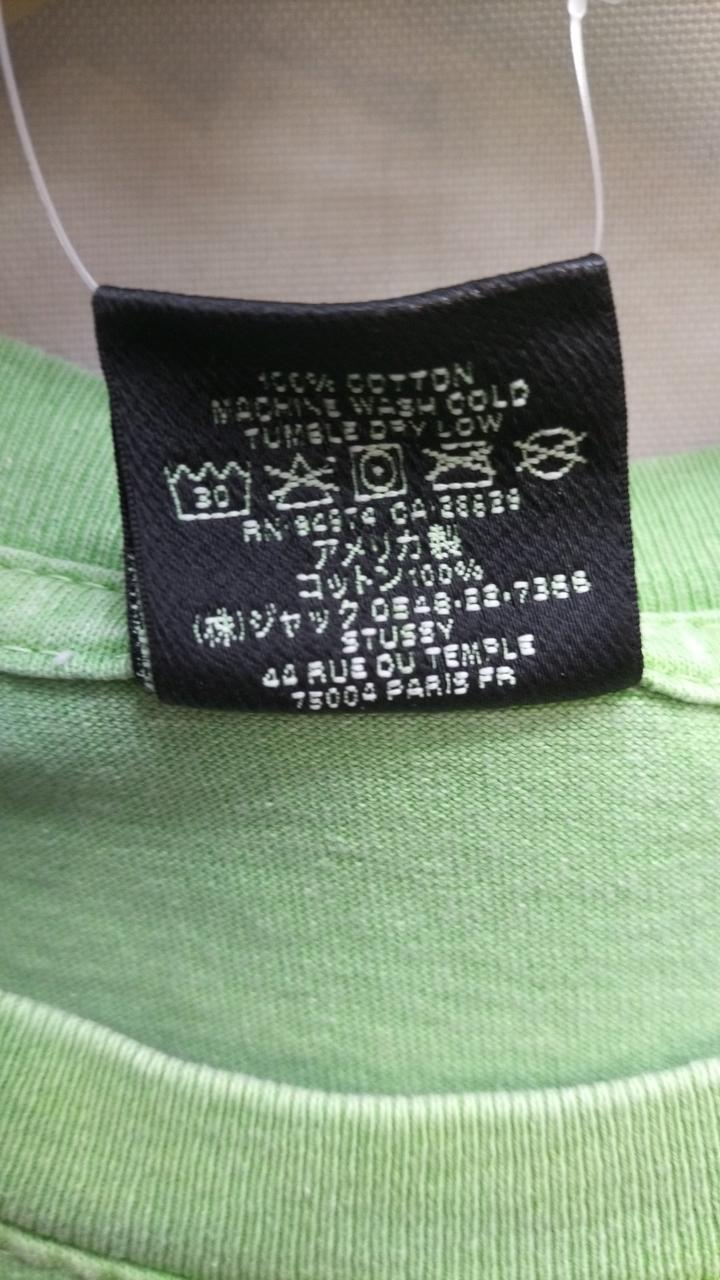 100% COTTON
MACHINE WASH COLD
TUMBLE DRY LOW
30
RN 94974 CA 28828
アメリカ製
コットン100%
(株)ジャック 0548-22-7366
STUSSY
44 RUE DU TEMPLE
75004 PARIS FR